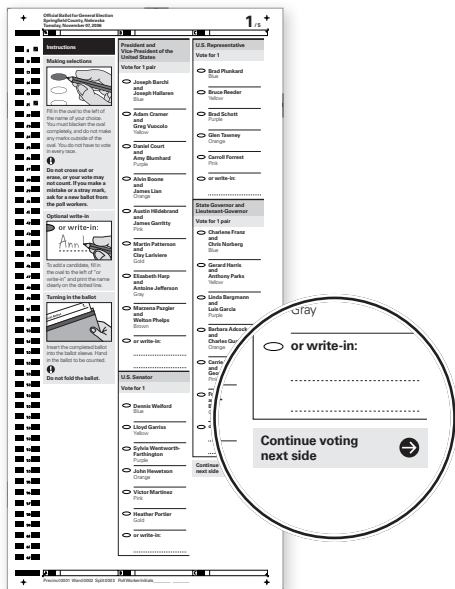 Official Ballot for General Election
Springfield County, Nebraska
Tuesday, November 07, 2006
1/5
Instructions
Making selections
Fill in the oval to the left of
the name of your choice.
You must blacken the oval
completely, and do not make
any marks outside of the
oval. You do not have to vote
in every race.
Do not cross out or
erase, or your vote may
not count. If you make a
mistake or a stray mark,
ask for a new ballot from
the poll workers.
Optional write-in
or write-in:
Ann
To add a candidate, fill in
the oval to the left of "or
write-in" and print the name
clearly on the dotted line.
Turning in the ballot
Insert the completed ballot
into the ballot sleeve. Hand
in the ballot to be counted.
Do not fold the ballot.
President and
Vice-President of the
United States
Vote for 1 pair
Joseph Barchi
and
Joseph Hallaren
Blue
Adam Cramer
and
Greg Vuocolo
Yellow
Daniel Court
and
Amy Blumhard
Purple
Alvin Boone
and
James Lian
Orange
Austin Hildebrand
and
James Garritty
Pink
Martin Patterson
and
Clay Lariviere
Gold
Elizabeth Harp
and
Antoine Jefferson
Gray
Marzena Pazgier
and
Welton Phelps
Brown
or write-in:
U.S. Senator
Vote for 1
Dennis Weiford
Blue
Lloyd Garriss
Yellow
Sylvia Wentworth-
Farthington
Purple
John Hewetson
Orange
Victor Martinez
Pink
Heather Portier
Gold
or write-in:
U.S. Representative
Vote for 1
Brad Plunkard
Blue
Bruce Reeder
Yellow
Brad Schott
Purple
Glen Tawney
Orange
Carroll Forrest
Pink
or write-in:
State Governor and
Lieutenant-Governor
Vote for 1 pair
Charlene Franz
and
Chris Norberg
Blue
Gerard Harris
and
Anthony Parks
Yellow
Linda Bargmann
and
Luis Garcia
Purple
Barbara Adcock
and
Charles
Orange
Carrie
and
Pink
Continue
next side
Gray
or write-in:
Continue voting
next side
Precinct 0001 Ward 0002 Split 0003 Poll Worker Initials